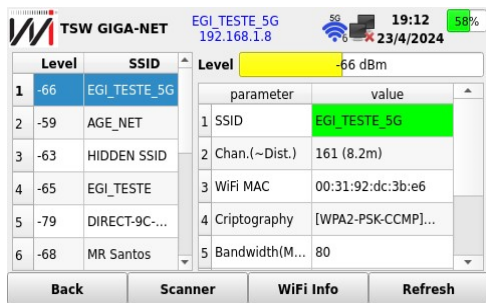 TSW GIGA-NET
EGI_TESTE_5G
192.168.1.8
5G
6
19:12
23/4/2024
58%
Level SSID
1 -66 EGI_TESTE_5G
2 -59 AGE_NET
3 -63 HIDDEN SSID
4 -65 EGI_TESTE
5 -79 DIRECT-9C-...
6 -68 MR Santos
Level -66 dBm
parameter value
1 SSID EGI_TESTE_5G
2 Chan.(~Dist.) 161 (8.2m)
3 WiFi MAC 00:31:92:dc:3b:e6
4 Criptography [WPA2-PSK-CCMP]...
5 Bandwidth(M... 80
Back Scanner WiFi Info Refresh